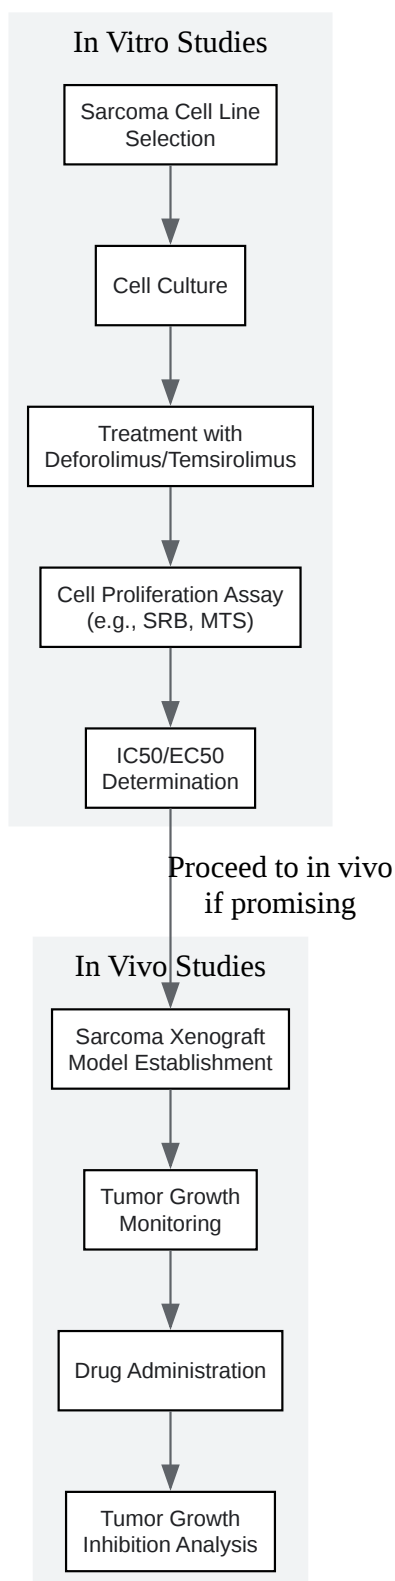 In Vitro Studies
Sarcoma Cell Line
Selection
Cell Culture
Treatment with
Deforolimus/Temsirolimus
Cell Proliferation Assay
(e.g., SRB, MTS)
IC50/EC50
Determination
Proceed to in vivo
if promising
In Vivo Studies
Sarcoma Xenograft
Model Establishment
Tumor Growth
Monitoring
Drug Administration
Tumor Growth
Inhibition Analysis